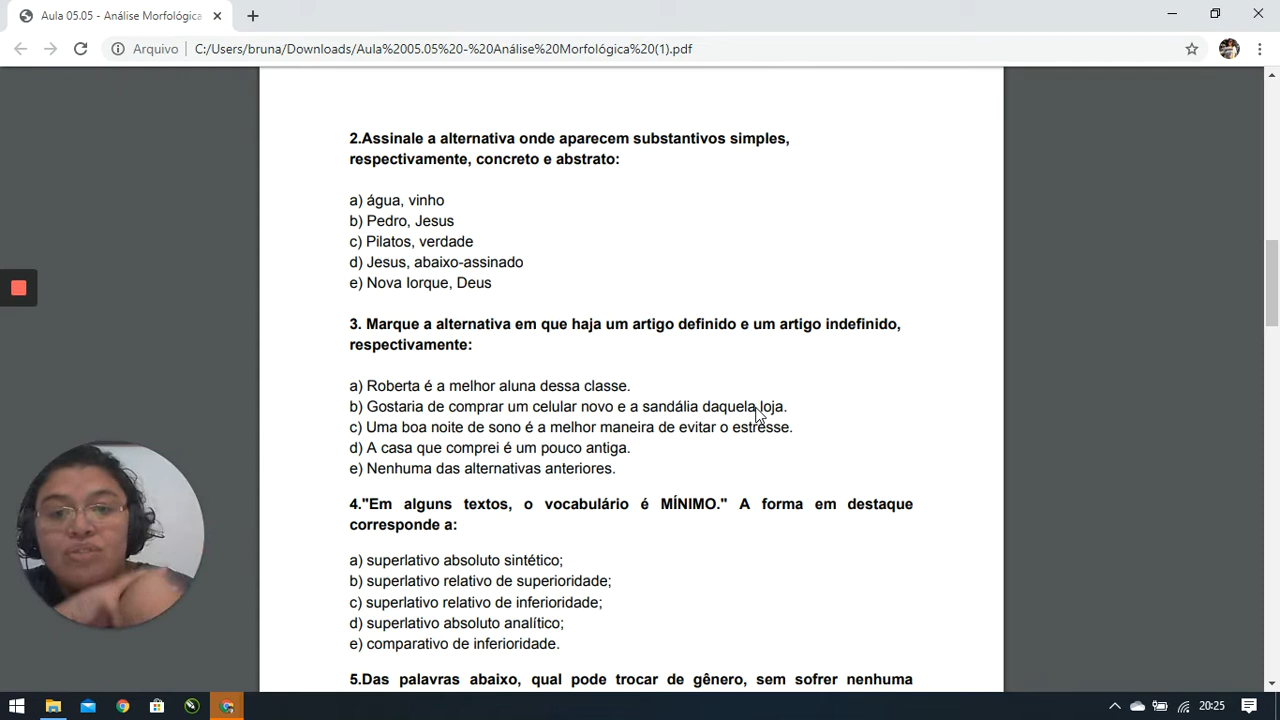 Aula 05.05 - Análise Morfológica
Arquivo
C:/Users/bruna/Downloads/Aula%2005.05%20-%20Análise%20Morfológica%20(1).pdf
2.Assinale a alternativa onde aparecem substantivos simples,
respectivamente, concreto e abstrato:
a) água, vinho
b) Pedro, Jesus
c) Pilatos, verdade
d) Jesus, abaixo-assinado
e) Nova Iorque, Deus
3. Marque a alternativa em que haja um artigo definido e um artigo indefinido,
respectivamente:
a) Roberta é a melhor aluna dessa classe.
b) Gostaria de comprar um celular novo e a sandália daquela loja.
c) Uma boa noite de sono é a melhor maneira de evitar o estresse.
d) A casa que comprei é um pouco antiga.
e) Nenhuma das alternativas anteriores.
4."Em alguns textos, o vocabulário é MÍNIMO." A forma em destaque
corresponde a:
a) superlativo absoluto sintético;
b) superlativo relativo de superioridade;
c) superlativo relativo de inferioridade;
d) superlativo absoluto analítico;
e) comparativo de inferioridade.
5.Das palavras abaixo, qual pode trocar de gênero, sem sofrer nenhuma
20:25